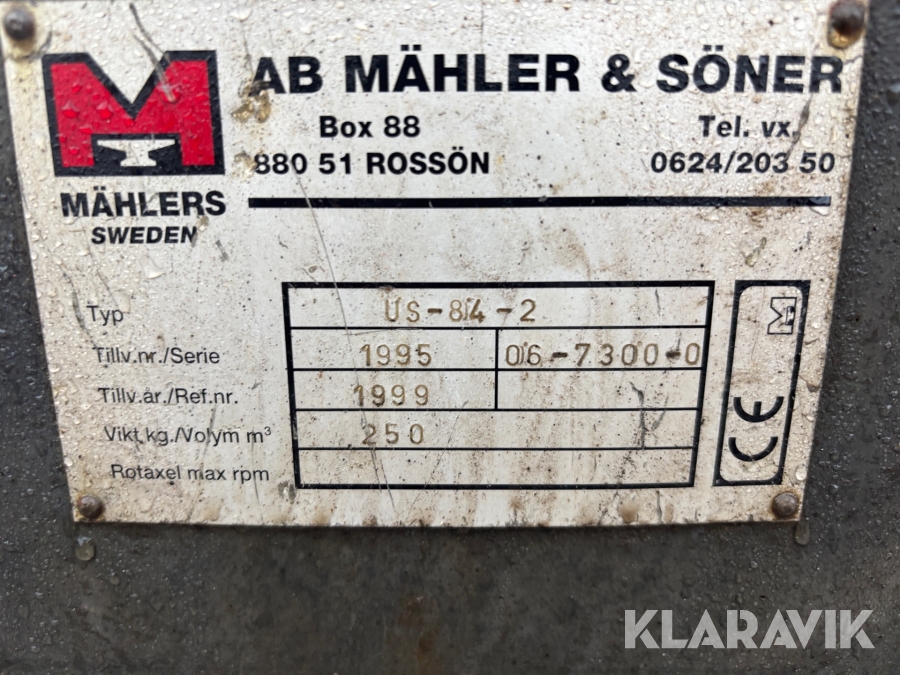 AB MÄHLER & SÖNER
Box 88 Tel. vx.
880 51 ROSSÖN 0624/203 50
MÄHLERS
SWEDEN
Typ US-84-2
Tillv.nr./Serie 1995 06-7300-0
Tillv.år./Ref.nr. 1999
Vikt kg./Volym m³ 250
Rotaxel max rpm
CE
KLARAVIK